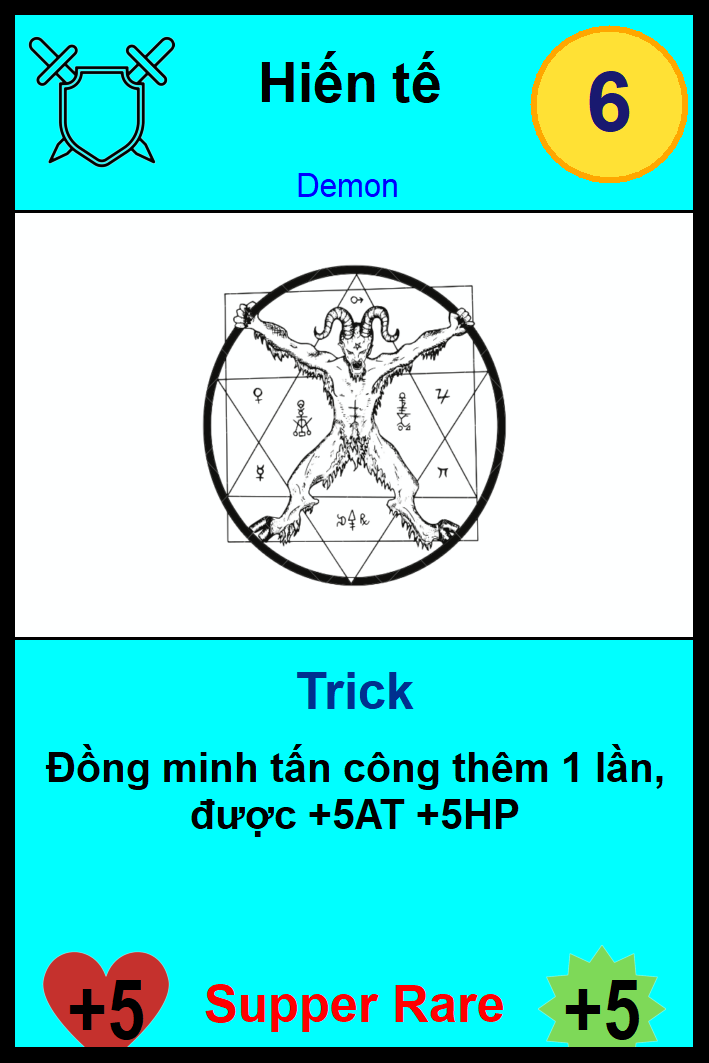 Hiến tế
6
Demon
Trick
Đồng minh tấn công thêm 1 lần,
được +5AT +5HP
+5
Supper Rare
+5